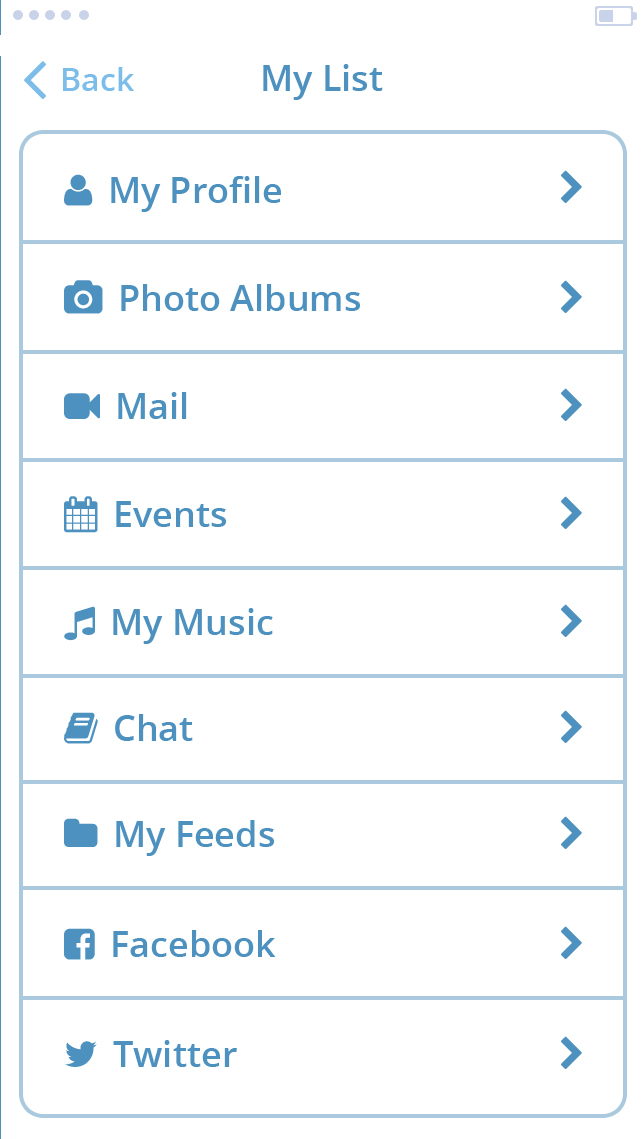 Back
My List
My Profile
Photo Albums
Mail
Events
My Music
Chat
My Feeds
Facebook
Twitter